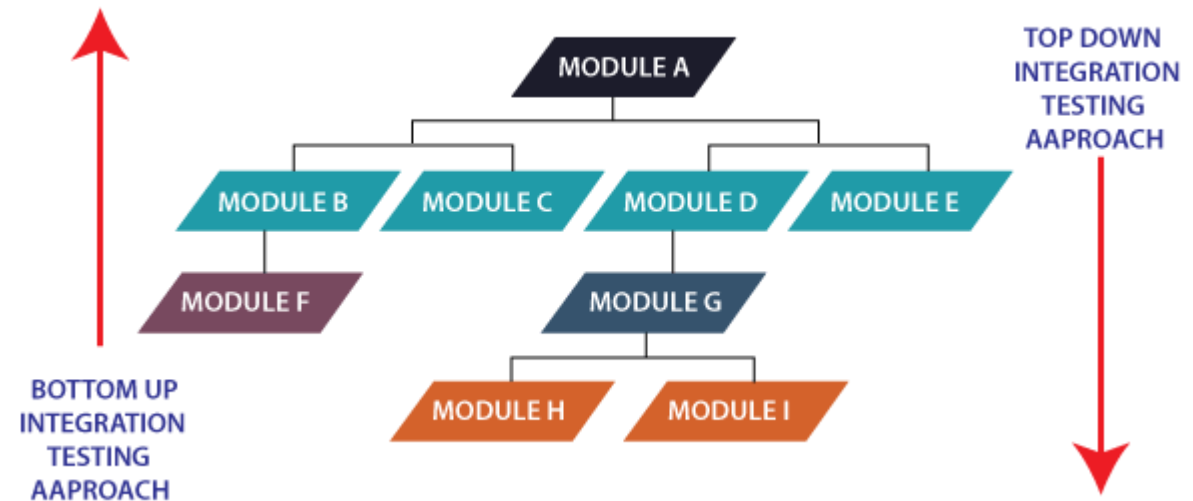 TOP DOWN
INTEGRATION
TESTING
AAPROACH
MODULE A
MODULE B
MODULE C
MODULE D
MODULE E
MODULE F
MODULE G
MODULE H
MODULE I
BOTTOM UP
INTEGRATION
TESTING
AAPROACH